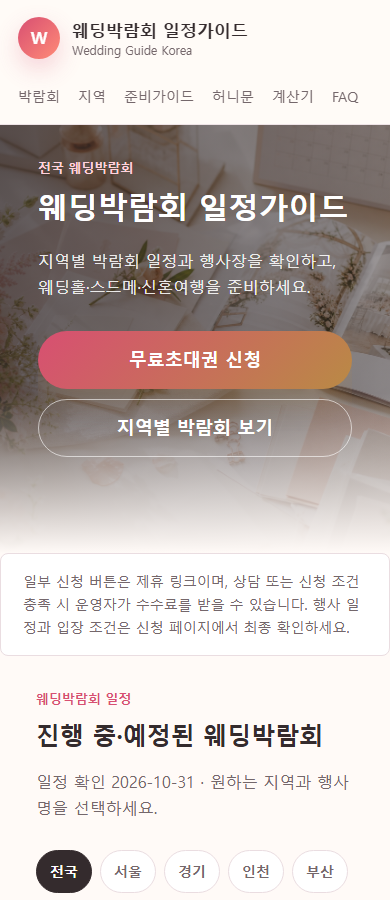 W
웨딩박람회 일정가이드
Wedding Guide Korea
박람회 지역 준비가이드 허니문 계산기 FAQ
전국 웨딩박람회
웨딩박람회 일정가이드
지역별 박람회 일정과 행사장을 확인하고,
웨딩홀·스드메·신혼여행을 준비하세요.
무료초대권 신청
지역별 박람회 보기
일부 신청 버튼은 제휴 링크이며, 상담 또는 신청 조건
충족 시 운영자가 수수료를 받을 수 있습니다. 행사 일
정과 입장 조건은 신청 페이지에서 최종 확인하세요.
웨딩박람회 일정
진행 중·예정된 웨딩박람회
일정 확인 2026-10-31 · 원하는 지역과 행사
명을 선택하세요.
전국 서울 경기 인천 부산